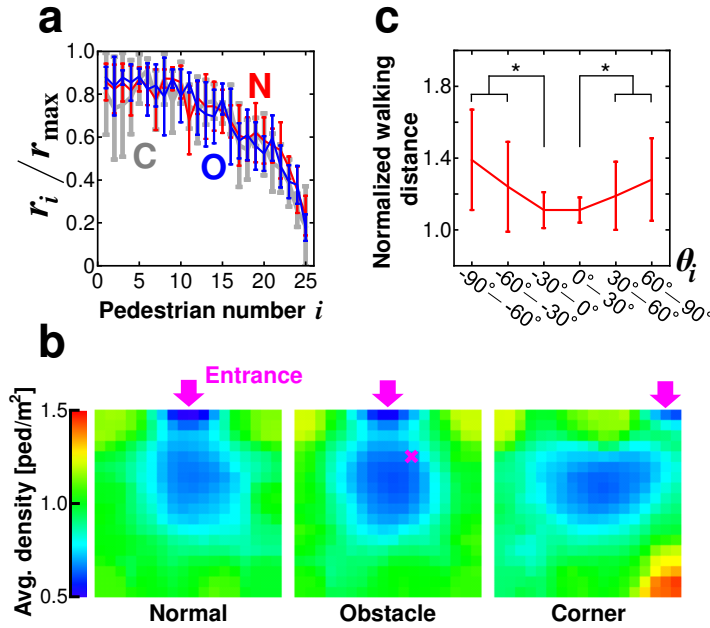 a
r_i / r_max
1.0
0.8
0.6
0.4
0.2
0
N
C
O
0 5 10 15 20 25
Pedestrian number i
c
Normalized walking
distance
1.8
1.4
1.0
* *
θ_i
-90°—-60°
-60°—-30°
-30°—0°
0°—30°
30°—60°
60°—90°
b
Entrance
Avg. density [ped/m²]
1.5
1.0
0.5
Normal Obstacle Corner